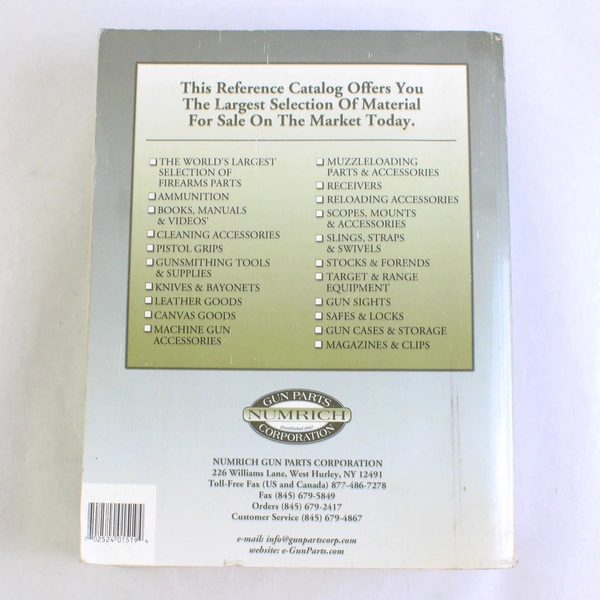 This Reference Catalog Offers You
The Largest Selection Of Material
For Sale On The Market Today.
THE WORLD'S LARGEST
SELECTION OF
FIREARMS PARTS
AMMUNITION
BOOKS, MANUALS
& VIDEOS'
CLEANING ACCESSORIES
PISTOL GRIPS
GUNSMITHING TOOLS
& SUPPLIES
KNIVES & BAYONETS
LEATHER GOODS
CANVAS GOODS
MACHINE GUN
ACCESSORIES
MUZZLELOADING
PARTS & ACCESSORIES
RECEIVERS
RELOADING ACCESSORIES
SCOPES, MOUNTS
& ACCESSORIES
SLINGS, STRAPS
& SWIVELS
STOCKS & FORENDS
TARGET & RANGE
EQUIPMENT
GUN SIGHTS
SAFES & LOCKS
GUN CASES & STORAGE
MAGAZINES & CLIPS
GUN PARTS
NUMRICH
CORPORATION
NUMRICH GUN PARTS CORPORATION
226 Williams Lane, West Hurley, NY 12491
Toll-Free Fax (US and Canada) 877-486-7278
Fax (845) 679-5849
Orders (845) 679-2417
Customer Service (845) 679-4867
e-mail: info@gunpartscorp.com
website: e-GunParts.com
7 02524 01519 4